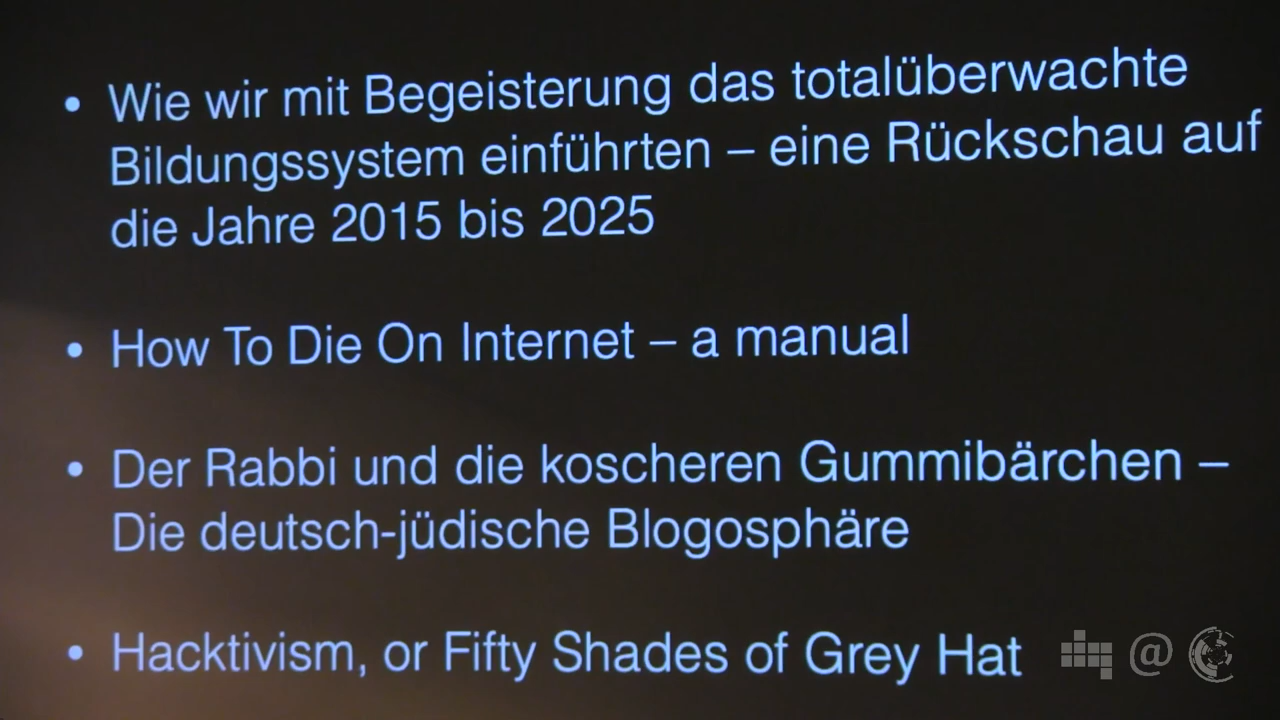 • Wie wir mit Begeisterung das totalüberwachte
Bildungssystem einführten – eine Rückschau auf
die Jahre 2015 bis 2025
• How To Die On Internet – a manual
• Der Rabbi und die koscheren Gummibärchen –
Die deutsch-jüdische Blogosphäre
• Hacktivism, or Fifty Shades of Grey Hat
@